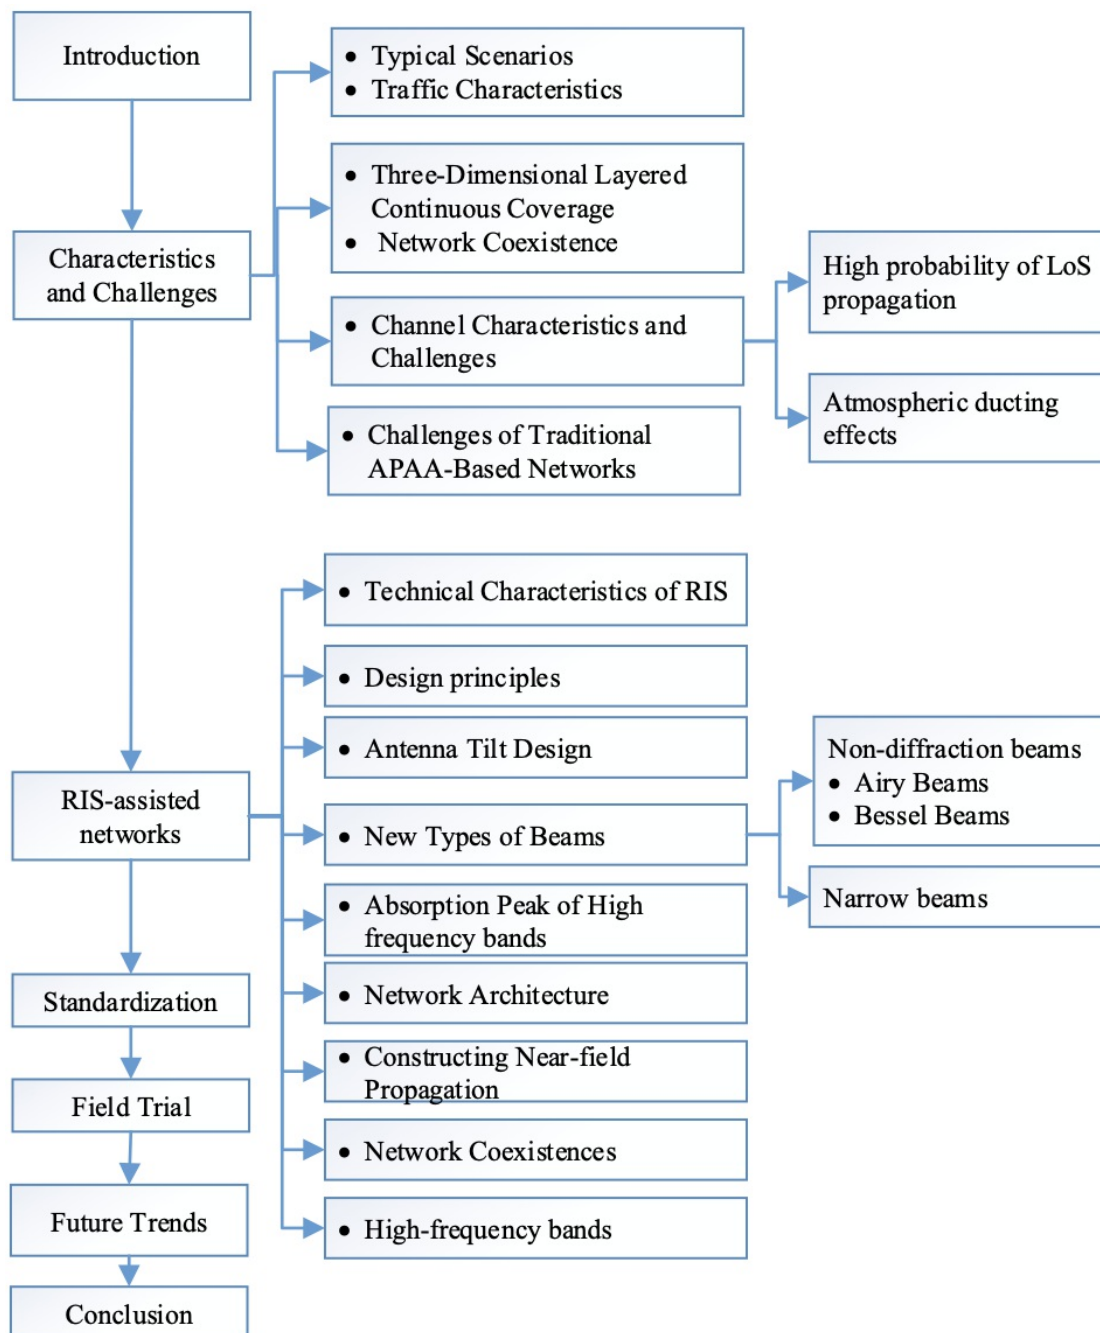 Introduction
• Typical Scenarios
• Traffic Characteristics
• Three-Dimensional Layered
Continuous Coverage
• Network Coexistence
Characteristics
and Challenges
High probability of LoS
propagation
• Channel Characteristics and
Challenges
Atmospheric ducting
effects
• Challenges of Traditional
APAA-Based Networks
• Technical Characteristics of RIS
• Design principles
• Antenna Tilt Design
Non-diffraction beams
• Airy Beams
• Bessel Beams
RIS-assisted
networks
• New Types of Beams
Narrow beams
• Absorption Peak of High
frequency bands
Standardization
• Network Architecture
• Constructing Near-field
Propagation
Field Trial
• Network Coexistences
Future Trends
• High-frequency bands
Conclusion